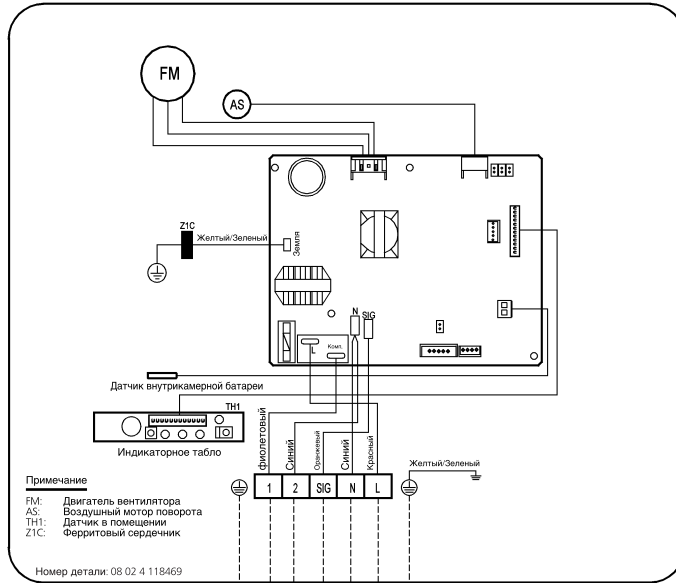 FM
AS
Z1C
Желтый/Зеленый
Земля
N
SIG
L
Комп.
Датчик внутрикамерной батареи
TH1
Индикаторное табло
фиолетовый
Синий
Оранжевый
Синий
Красный
Желтый/Зеленый
1 2 SIG N L
Примечание
FM: Двигатель вентилятора
AS: Воздушный мотор поворота
TH1: Датчик в помещении
Z1C: Ферритовый сердечник
Номер детали: 08 02 4 118469